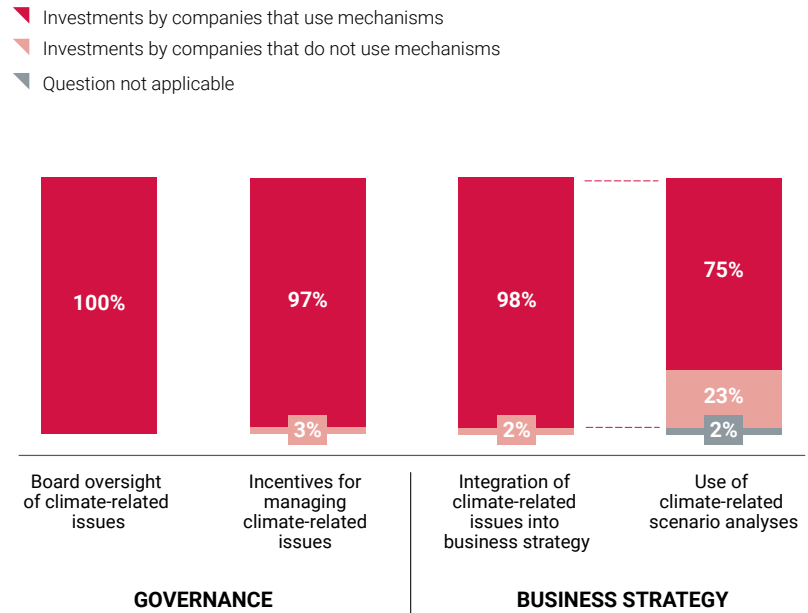 Investments by companies that use mechanisms
Investments by companies that do not use mechanisms
Question not applicable
100%
97%
3%
98%
2%
75%
23%
2%
Board oversight
of climate-related
issues
Incentives for
managing
climate-related
issues
Integration of
climate-related
issues into
business strategy
Use of
climate-related
scenario analyses
GOVERNANCE
BUSINESS STRATEGY